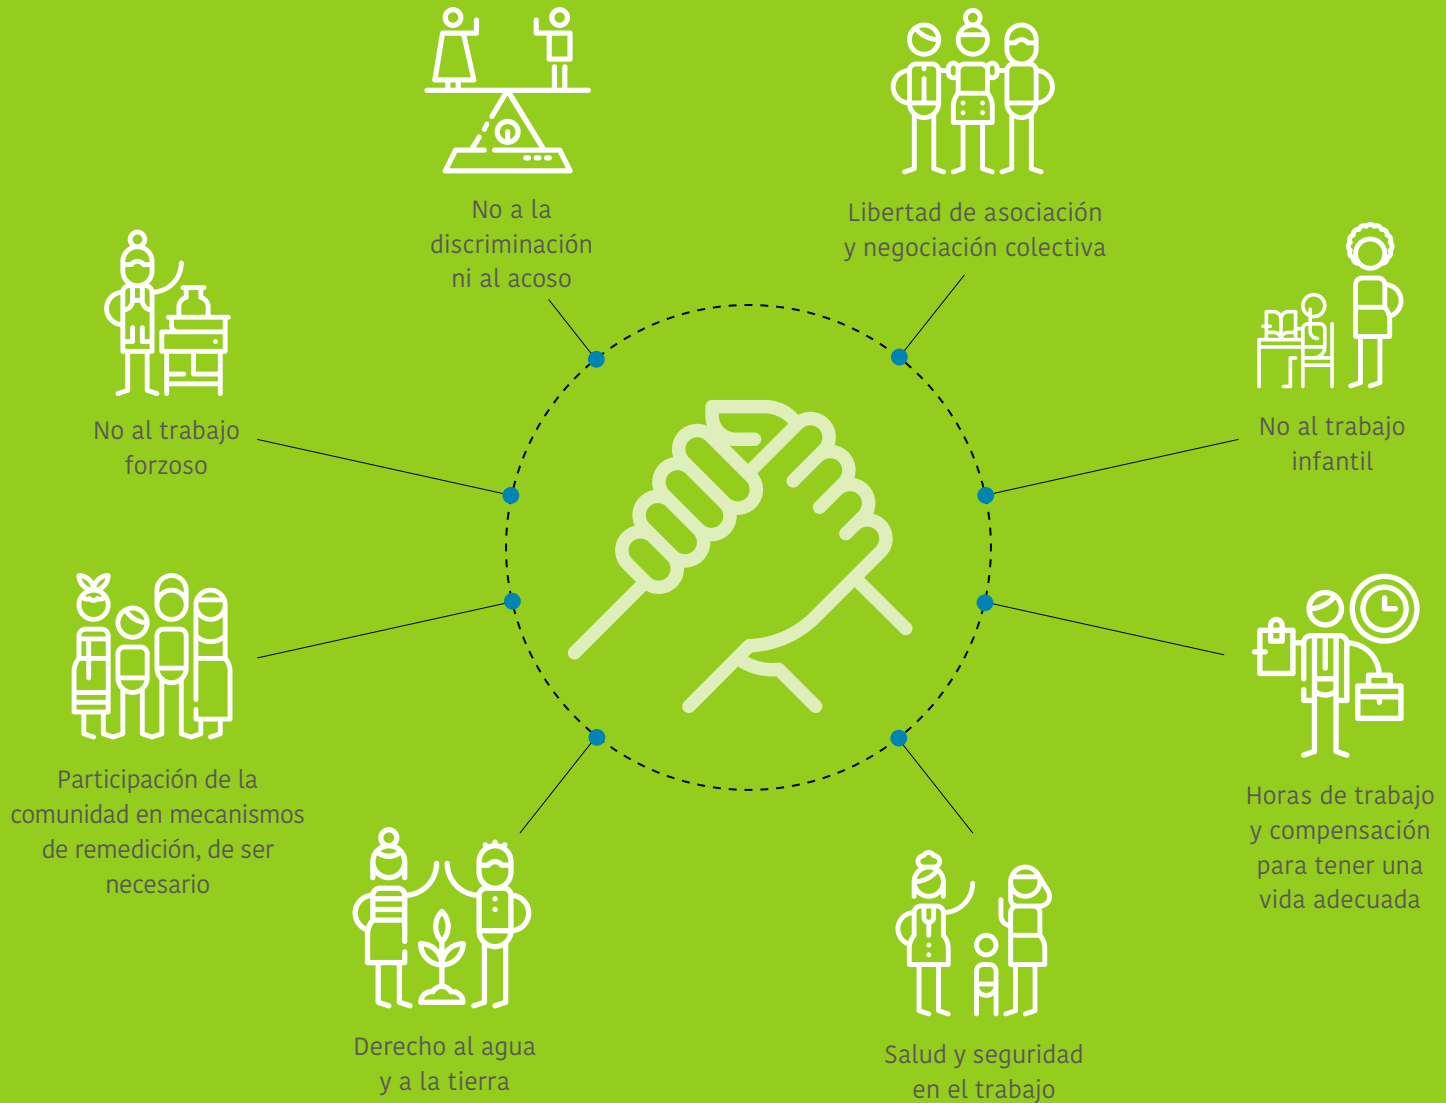 No a la
discriminación
ni al acoso
Libertad de asociación
y negociación colectiva
No al trabajo
forzoso
No al trabajo
infantil
Participación de la
comunidad en mecanismos
de remedición, de ser
necesario
Horas de trabajo
y compensación
para tener una
vida adecuada
Derecho al agua
y a la tierra
Salud y seguridad
en el trabajo